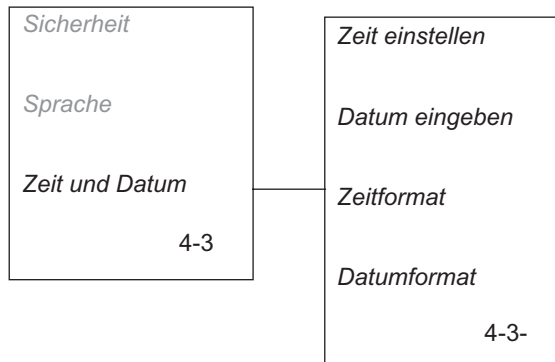 Sicherheit
Sprache
Zeit und Datum
4-3
Zeit einstellen
Datum eingeben
Zeitformat
Datumformat
4-3-